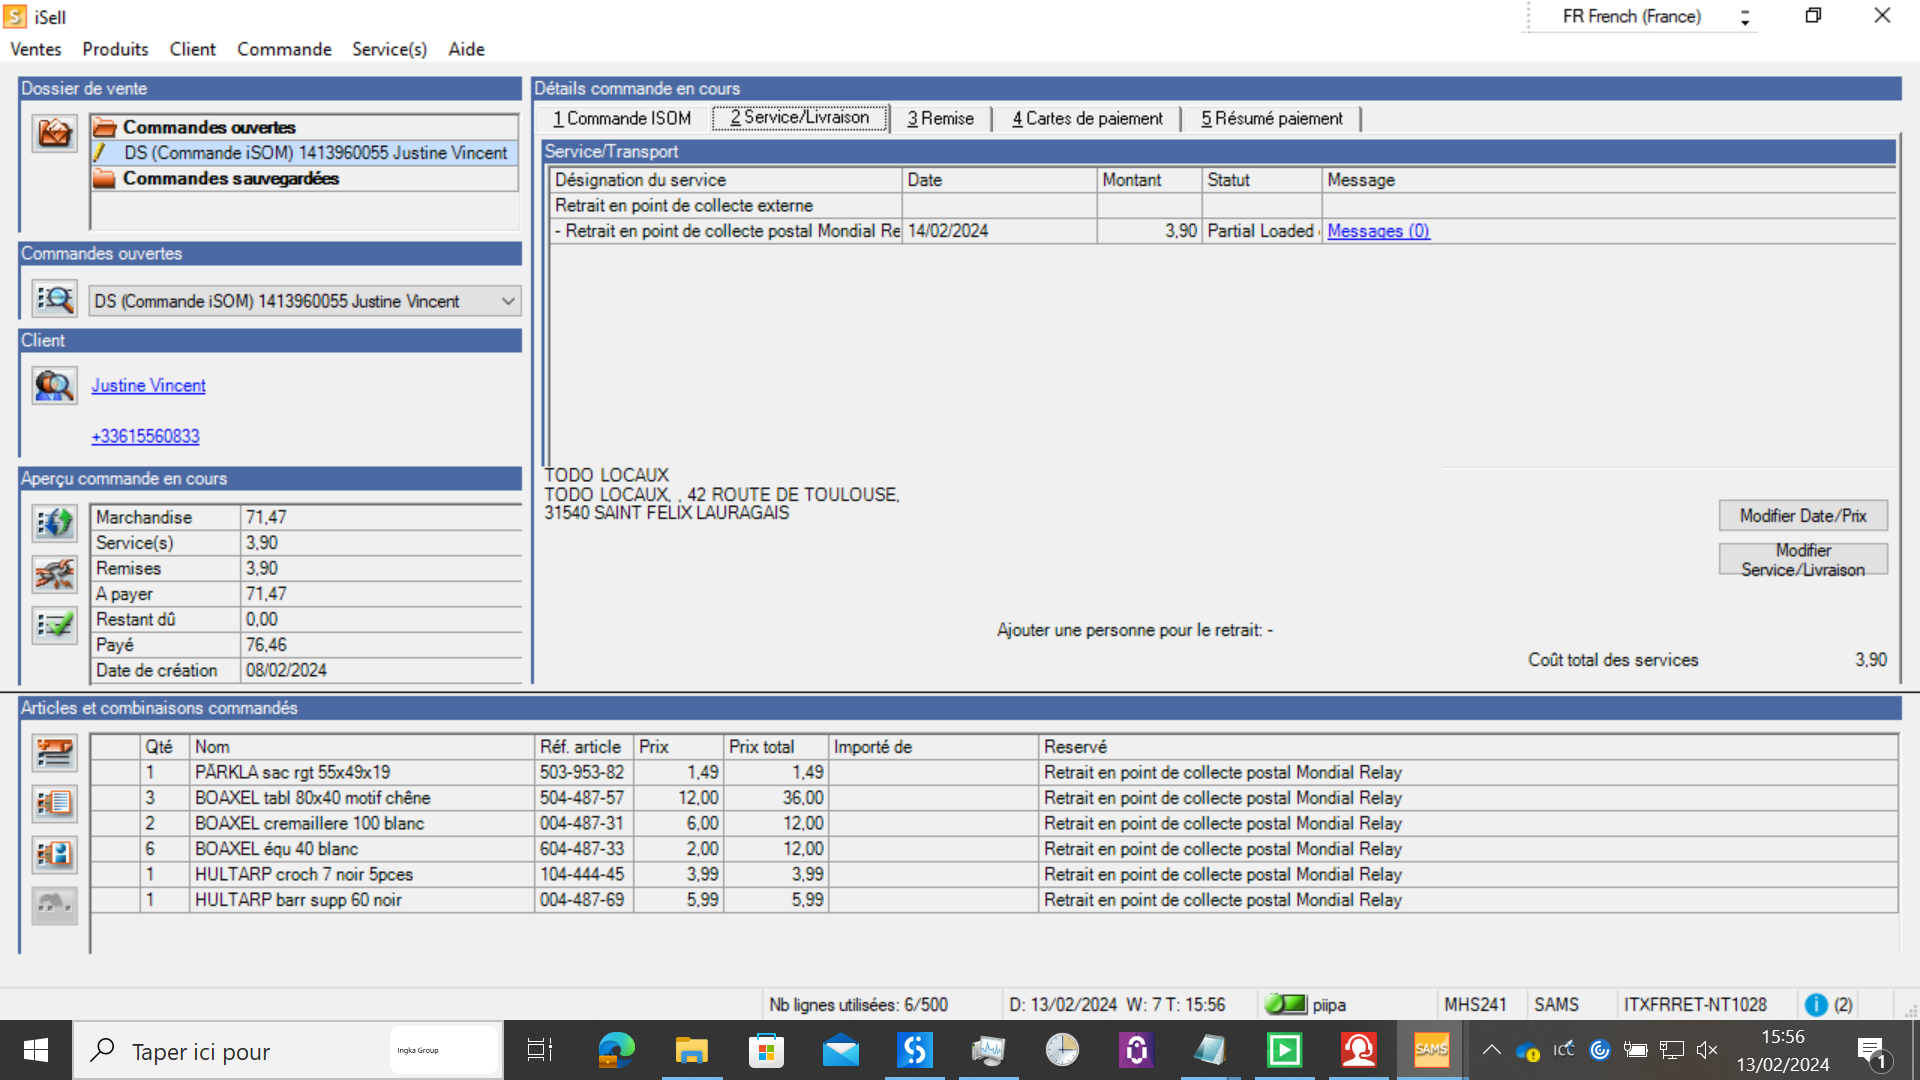 S iSell
FR French (France)
Ventes Produits Client Commande Service(s) Aide
Dossier de vente
Commandes ouvertes
DS (Commande iSOM) 1413960055 Justine Vincent
Commandes sauvegardées
Commandes ouvertes
DS (Commande iSOM) 1413960055 Justine Vincent
Client
Justine Vincent
+33615560833
Aperçu commande en cours
Marchandise 71,47
Service(s) 3,90
Remises 3,90
A payer 71,47
Restant dû 0,00
Payé 76,46
Date de création 08/02/2024
Détails commande en cours
1 Commande ISOM 2 Service/Livraison 3 Remise 4 Cartes de paiement 5 Résumé paiement
Service/Transport
Désignation du service Date Montant Statut Message
Retrait en point de collecte externe
- Retrait en point de collecte postal Mondial Re 14/02/2024 3,90 Partial Loaded Messages (0)
TODO LOCAUX
TODO LOCAUX, , 42 ROUTE DE TOULOUSE,
31540 SAINT FELIX LAURAGAIS
Modifier Date/Prix
Modifier
Service/Livraison
Ajouter une personne pour le retrait: -
Coût total des services 3,90
Articles et combinaisons commandés
Qté Nom Réf. article Prix Prix total Importé de Reservé
1 PÄRKLA sac rgt 55x49x19 503-953-82 1,49 1,49 Retrait en point de collecte postal Mondial Relay
3 BOAXEL tabl 80x40 motif chêne 504-487-57 12,00 36,00 Retrait en point de collecte postal Mondial Relay
2 BOAXEL cremaillere 100 blanc 004-487-31 6,00 12,00 Retrait en point de collecte postal Mondial Relay
6 BOAXEL équ 40 blanc 604-487-33 2,00 12,00 Retrait en point de collecte postal Mondial Relay
1 HULTARP croch 7 noir 5pces 104-444-45 3,99 3,99 Retrait en point de collecte postal Mondial Relay
1 HULTARP barr supp 60 noir 004-487-69 5,99 5,99 Retrait en point de collecte postal Mondial Relay
Nb lignes utilisées: 6/500 D: 13/02/2024 W: 7 T: 15:56 piipa MHS241 SAMS ITXFRRET-NT1028 (2)
Taper ici pour Ingka Group SAMS ICC 15:56
13/02/2024 1